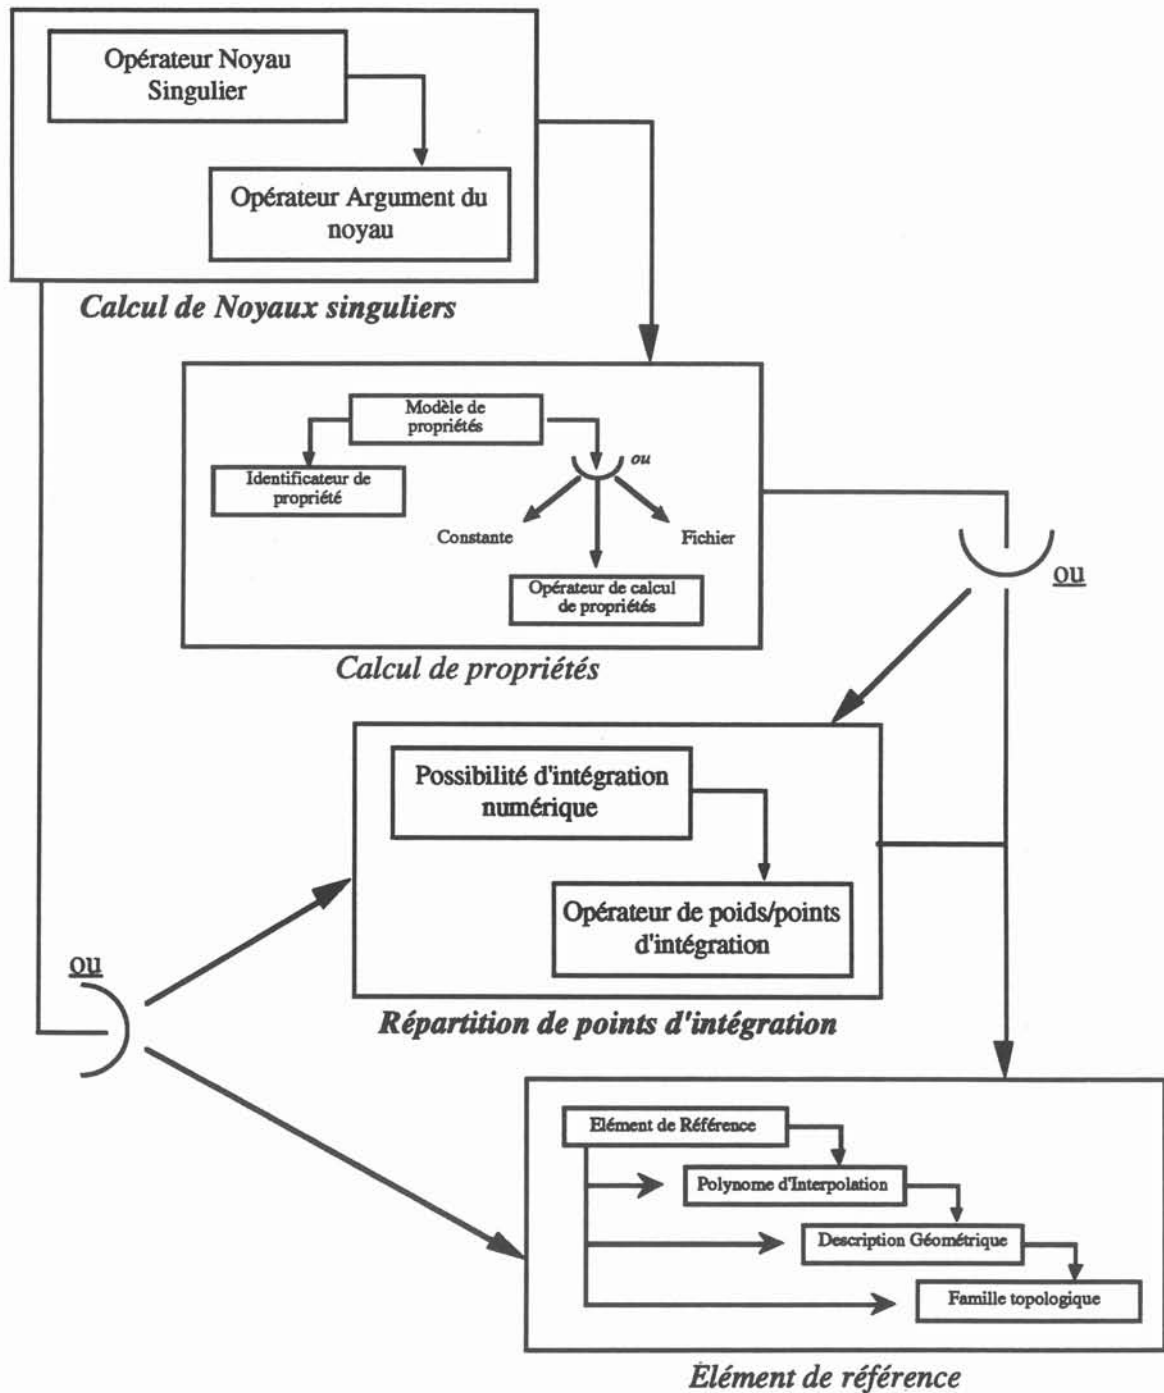 Opérateur Noyau
Singulier
Opérateur Argument du
noyau
Calcul de Noyaux singuliers
Modèle de
propriétés
Identificateur de
propriété
ou
Constante
Fichier
Opérateur de calcul
de propriétés
ou
Calcul de propriétés
Possibilité d'intégration
numérique
Opérateur de poids/points
d'intégration
ou
Répartition de points d'intégration
Elément de Référence
Polynome d'Interpolation
Description Géométrique
Famille topologique
Elément de référence